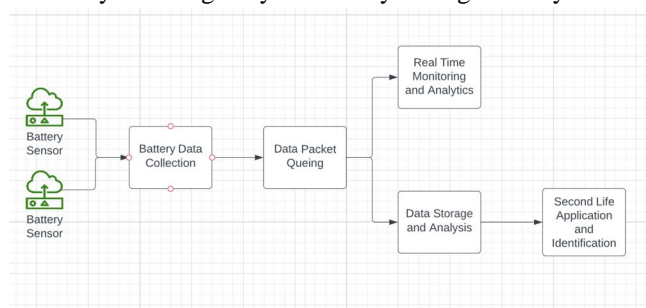 Real Time
Monitoring
and Analytics
Battery
Sensor
Battery Data
Collection
Data Packet
Queing
Battery
Sensor
Data Storage
and Analysis
Second Life
Application
and
Identification